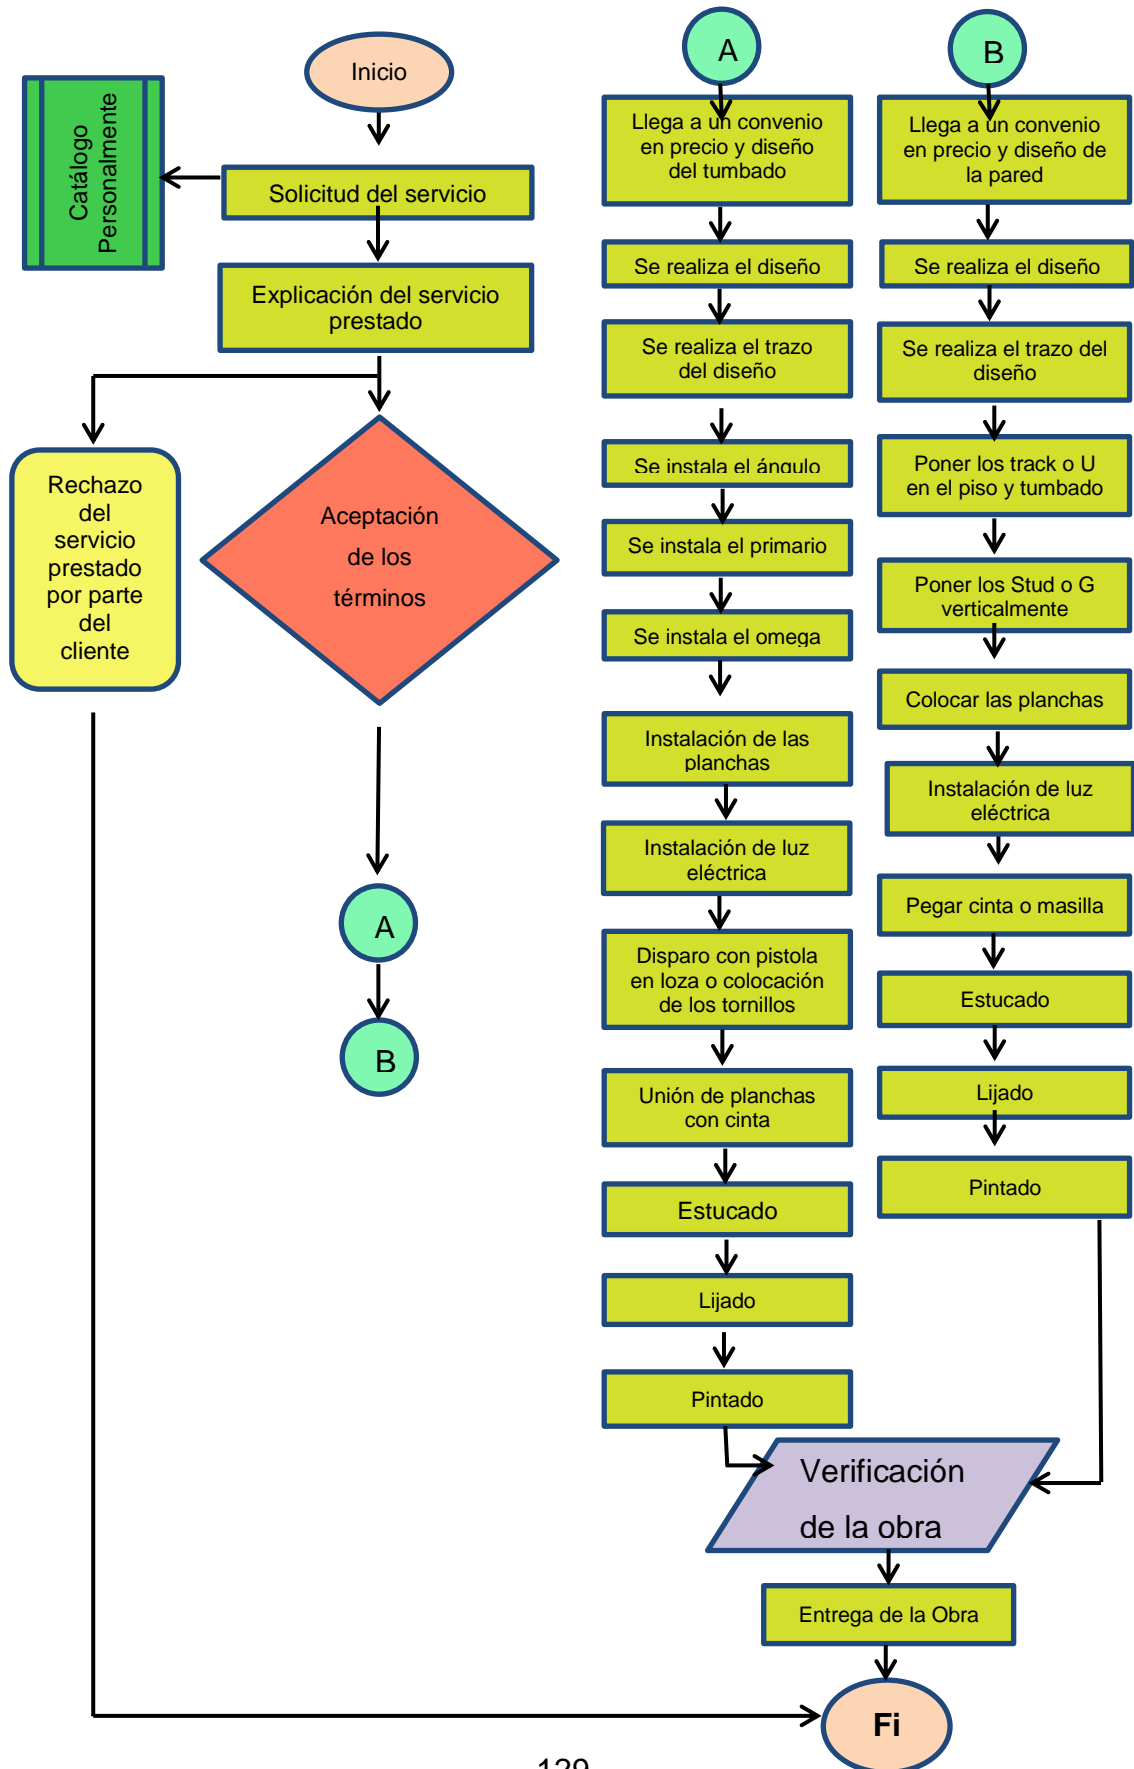 Inicio
Catálogo
Personalmente
Solicitud del servicio
Explicación del servicio
prestado
Rechazo
del
servicio
prestado
por parte
del
cliente
Aceptación
de los
términos
A
B
A
Llega a un convenio
en precio y diseño
del tumbado
Se realiza el diseño
Se realiza el trazo
del diseño
Se instala el ángulo
Se instala el primario
Se instala el omega
Instalación de las
planchas
Instalación de luz
eléctrica
Disparo con pistola
en loza o colocación
de los tornillos
Unión de planchas
con cinta
Estucado
Lijado
Pintado
B
Llega a un convenio
en precio y diseño de
la pared
Se realiza el diseño
Se realiza el trazo del
diseño
Poner los track o U
en el piso y tumbado
Poner los Stud o G
verticalmente
Colocar las planchas
Instalación de luz
eléctrica
Pegar cinta o masilla
Estucado
Lijado
Pintado
Verificación
de la obra
Entrega de la Obra
Fi
129